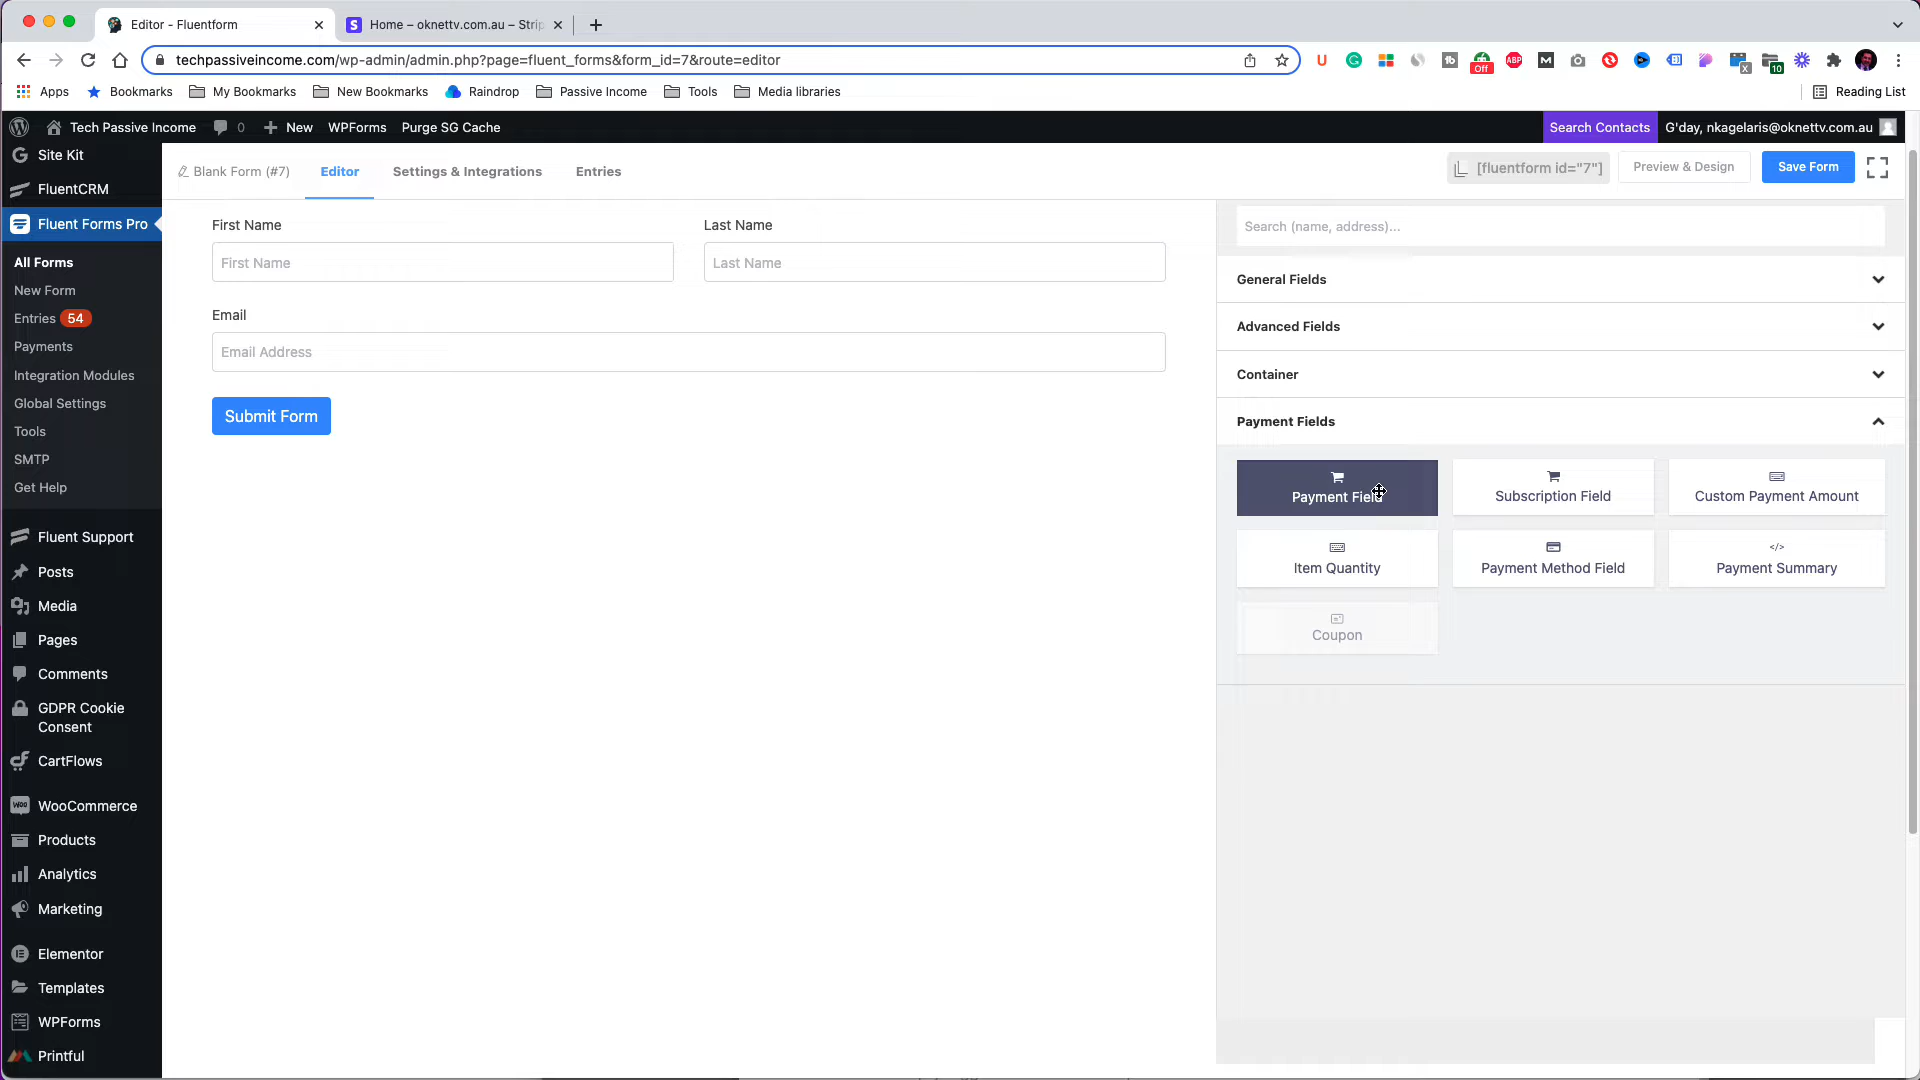 Editor - Fluentform
Home – oknettv.com.au – Strip
techpassiveincome.com/wp-admin/admin.php?page=fluent_forms&form_id=7&route=editor
Off
ABP
10
Apps
Bookmarks
My Bookmarks
New Bookmarks
Raindrop
Passive Income
Tools
Media libraries
Reading List
Tech Passive Income
0
New
WPForms
Purge SG Cache
Search Contacts
G'day, nkagelaris@oknettv.com.au
Site Kit
FluentCRM
Fluent Forms Pro
All Forms
New Form
Entries 54
Payments
Integration Modules
Global Settings
Tools
SMTP
Get Help
Fluent Support
Posts
Media
Pages
Comments
GDPR Cookie
Consent
CartFlows
WooCommerce
Products
Analytics
Marketing
Elementor
Templates
WPForms
Printful
Blank Form (#7)
Editor
Settings & Integrations
Entries
[fluentform id="7"]
Preview & Design
Save Form
First Name
Last Name
First Name
Last Name
Email
Email Address
Submit Form
Search (name, address)...
General Fields
Advanced Fields
Container
Payment Fields
Payment Field
Subscription Field
Custom Payment Amount
Item Quantity
Payment Method Field
Payment Summary
Coupon